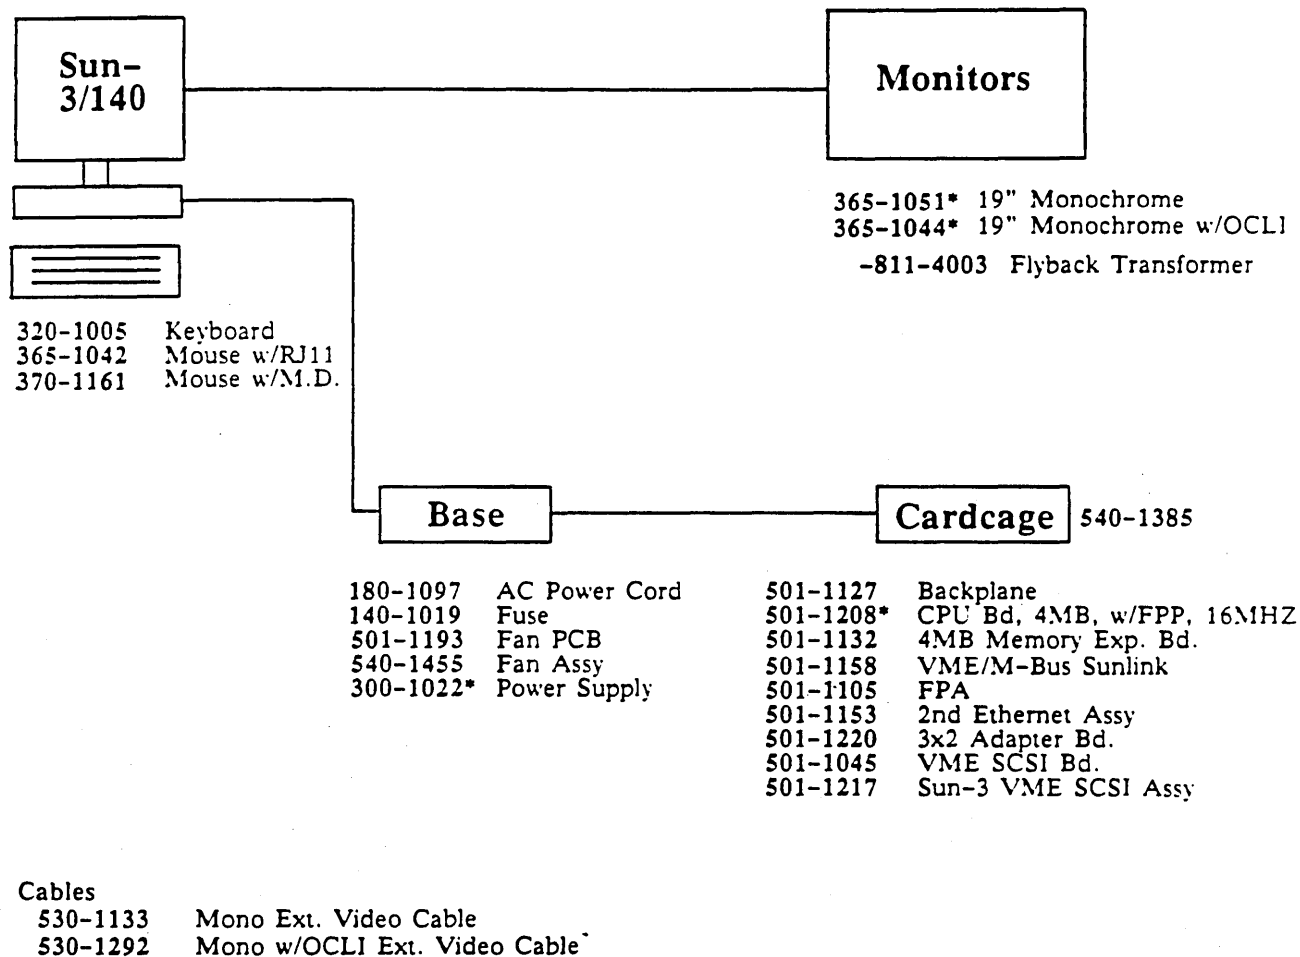 Sun-
3/140
Monitors
365-1051* 19" Monochrome
365-1044* 19" Monochrome w/OCLI
-811-4003 Flyback Transformer
320-1005 Keyboard
365-1042 Mouse w/RJ11
370-1161 Mouse w/M.D.
Base
Cardcage 540-1385
180-1097 AC Power Cord
140-1019 Fuse
501-1193 Fan PCB
540-1455 Fan Assy
300-1022* Power Supply
501-1127 Backplane
501-1208* CPU Bd, 4MB, w/FPP, 16MHZ
501-1132 4MB Memory Exp. Bd.
501-1158 VME/M-Bus Sunlink
501-1105 FPA
501-1153 2nd Ethernet Assy
501-1220 3x2 Adapter Bd.
501-1045 VME SCSI Bd.
501-1217 Sun-3 VME SCSI Assy
Cables
530-1133 Mono Ext. Video Cable
530-1292 Mono w/OCLI Ext. Video Cable